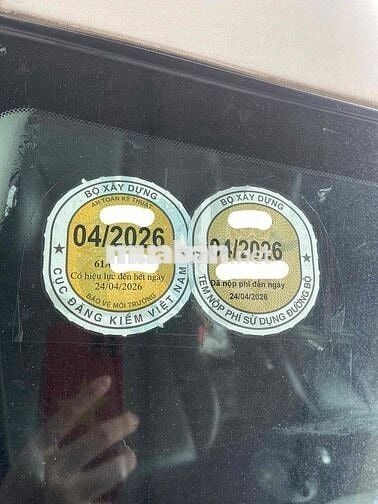 BỘ XÂY DỰNG
AN TOÀN KỸ THUẬT
04/2026
61A
Có hiệu lực đến hết ngày
24/04/2026
BẢO VỆ MÔI TRƯỜNG
★ CỤC ĐĂNG KIỂM VIỆT NAM ★
BỘ XÂY DỰNG
04/2026
Đã nộp phí đến ngày
24/04/2026
★ TEM NỘP PHÍ SỬ DỤNG ĐƯỜNG BỘ ★